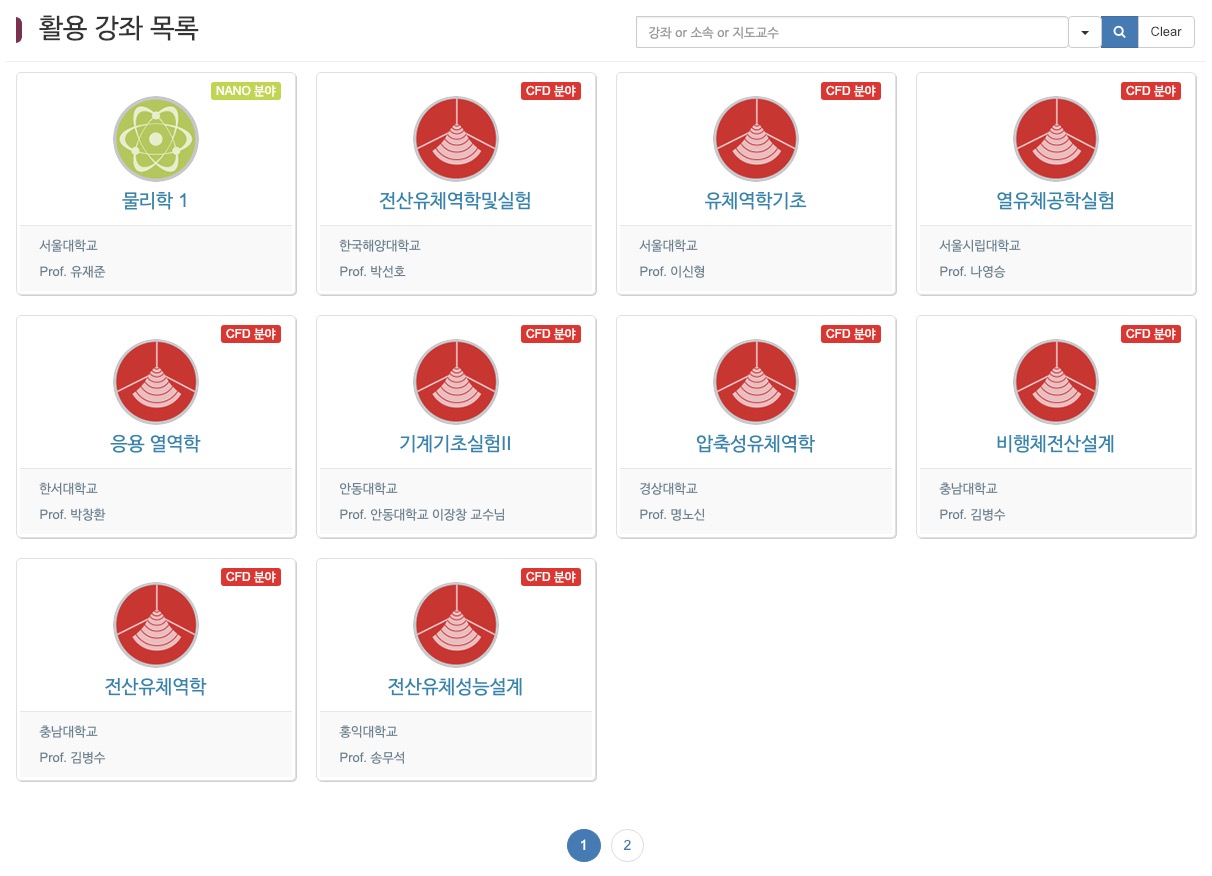 활용 강좌 목록
강좌 or 소속 or 지도교수
Clear
NANO 분야
물리학 1
서울대학교
Prof. 유재준
CFD 분야
전산유체역학및실험
한국해양대학교
Prof. 박선호
CFD 분야
유체역학기초
서울대학교
Prof. 이신형
CFD 분야
열유체공학실험
서울시립대학교
Prof. 나영승
CFD 분야
응용 열역학
한서대학교
Prof. 박창환
CFD 분야
기계기초실험II
안동대학교
Prof. 안동대학교 이장창 교수님
CFD 분야
압축성유체역학
경상대학교
Prof. 명노신
CFD 분야
비행체전산설계
충남대학교
Prof. 김병수
CFD 분야
전산유체역학
충남대학교
Prof. 김병수
CFD 분야
전산유체성능설계
홍익대학교
Prof. 송무석
1
2